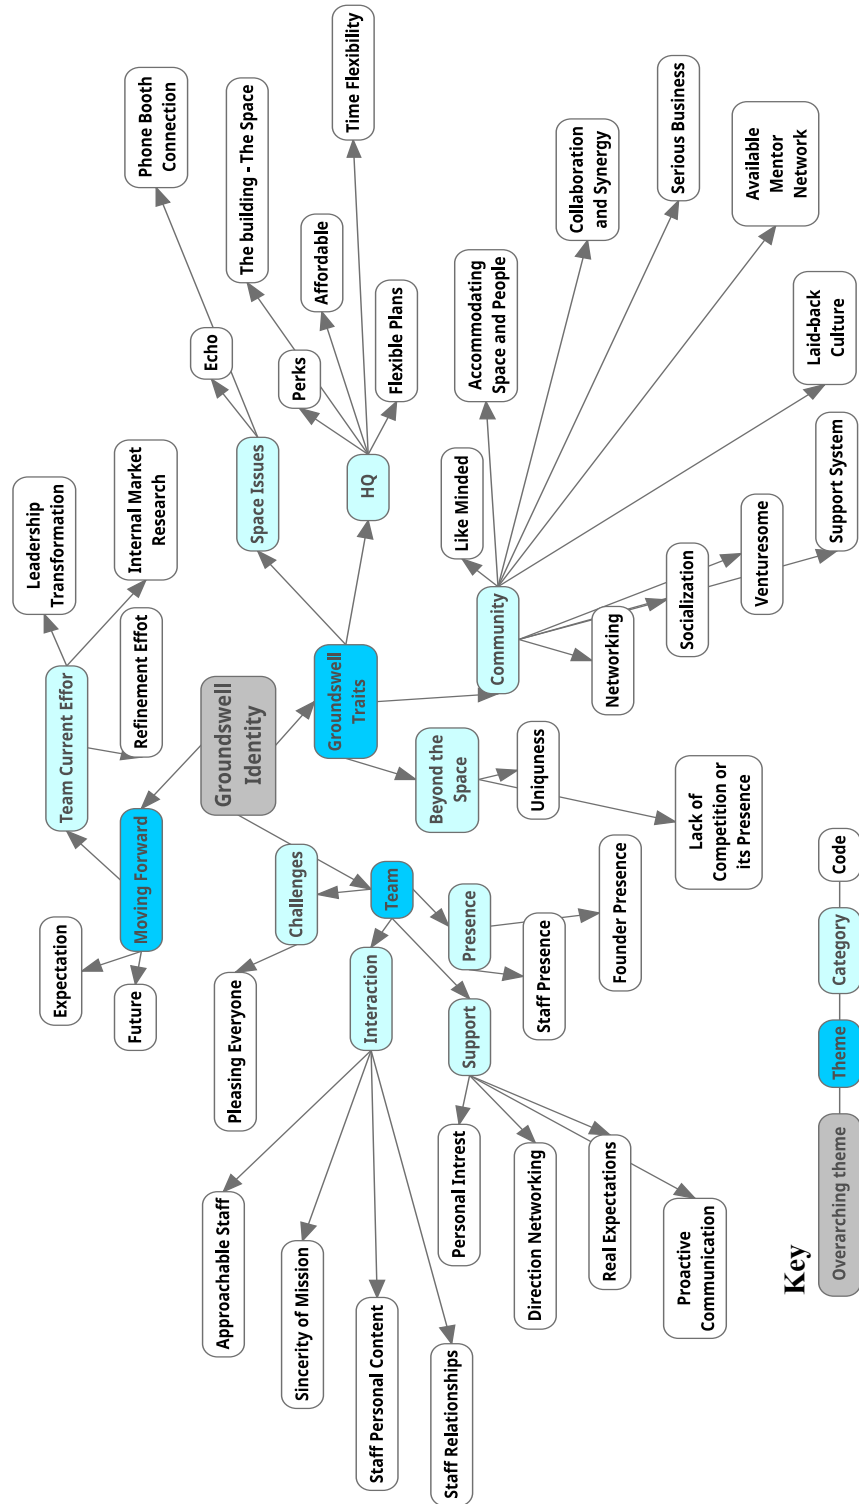 Leadership
Transformation
Internal Market
Research
Refinement Effot
Team Current Effor
Moving Forward
Expectation
Future
Groundswell
Identity
Phone Booth
Connection
Echo
Space Issues
The building - The Space
Perks
Affordable
Time Flexibility
Flexible Plans
HQ
Groundswell
Traits
Like Minded
Accommodating
Space and People
Collaboration
and Synergy
Serious Business
Available
Mentor
Network
Laid-back
Culture
Support System
Venturesome
Socialization
Networking
Community
Beyond the
Space
Uniquness
Lack of
Competition or
its Presence
Challenges
Pleasing Everyone
Team
Interaction
Approachable Staff
Sincerity of Mission
Staff Personal Content
Staff Relationships
Presence
Staff Presence
Founder Presence
Support
Personal Intrest
Direction Networking
Real Expectations
Proactive
Communication
Key
Overarching theme
Theme
Category
Code